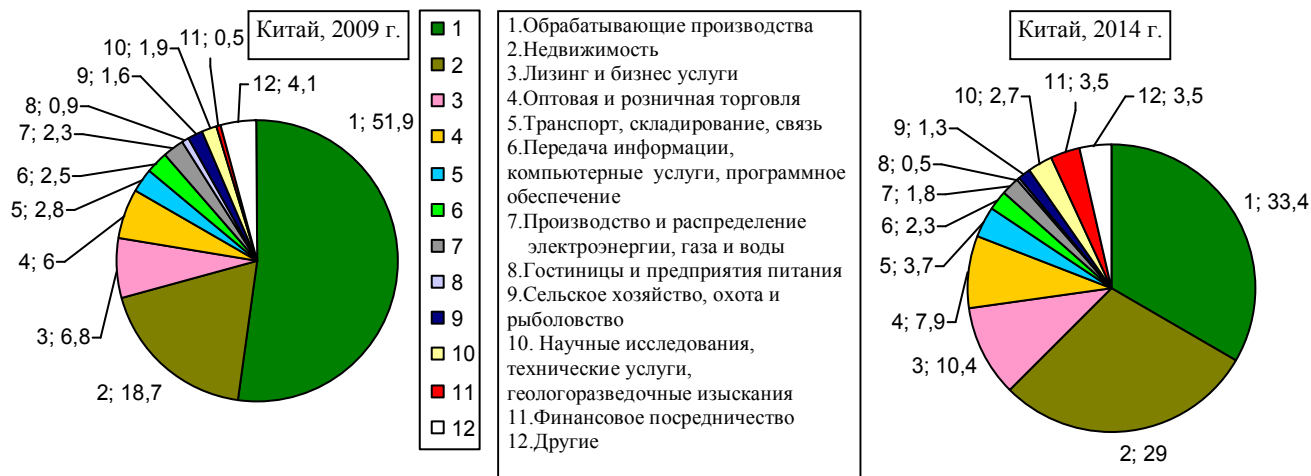 Китай, 2009 г.
11; 0,5
10; 1,9
9; 1,6
8; 0,9
7; 2,3
6; 2,5
5; 2,8
4; 6
3; 6,8
2; 18,7
12; 4,1
1; 51,9
1
2
3
4
5
6
7
8
9
10
11
12
1.Обрабатывающие производства
2.Недвижимость
3.Лизинг и бизнес услуги
4.Оптовая и розничная торговля
5.Транспорт, складирование, связь
6.Передача информации,
компьютерные услуги, программное
обеспечение
7.Производство и распределение
электроэнергии, газа и воды
8.Гостиницы и предприятия питания
9.Сельское хозяйство, охота и
рыболовство
10. Научные исследования,
технические услуги,
геологоразведочные изыскания
11.Финансовое посредничество
12.Другие
Китай, 2014 г.
11; 3,5
10; 2,7
12; 3,5
9; 1,3
8; 0,5
7; 1,8
6; 2,3
5; 3,7
4; 7,9
3; 10,4
1; 33,4
2; 29